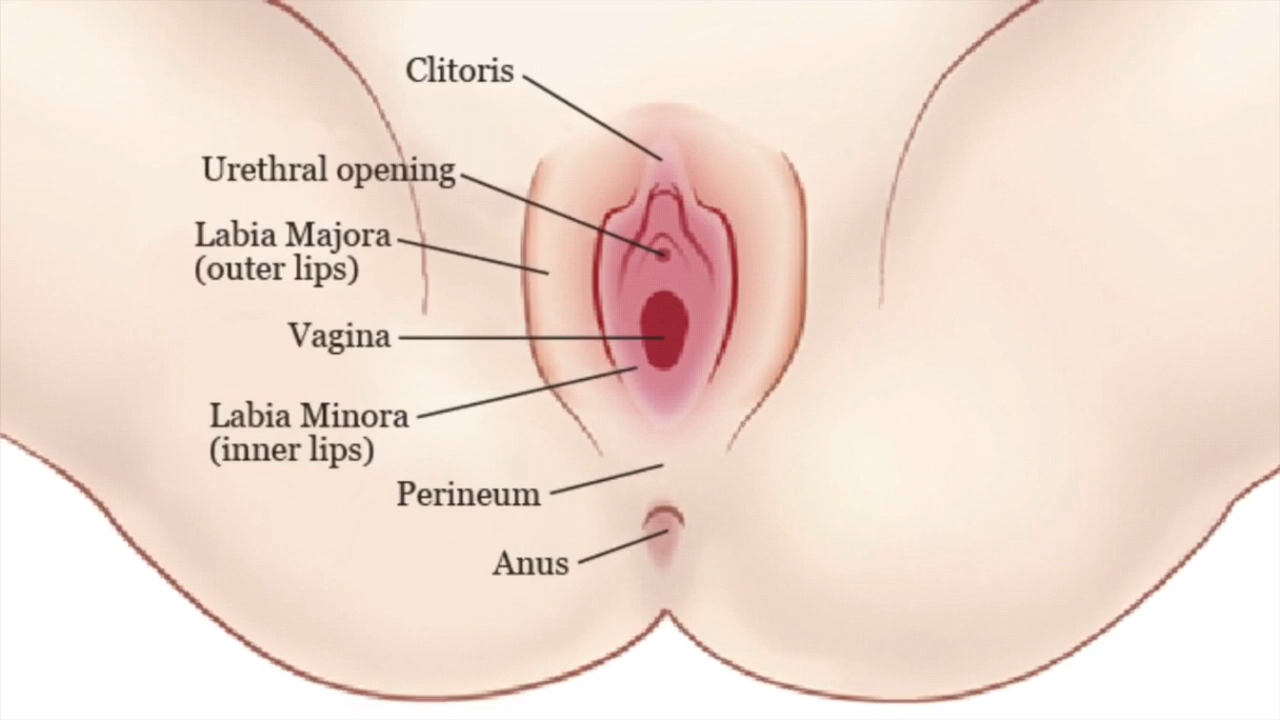 Clitoris
Urethral opening
Labia Majora
(outer lips)
Vagina
Labia Minora
(inner lips)
Perineum
Anus